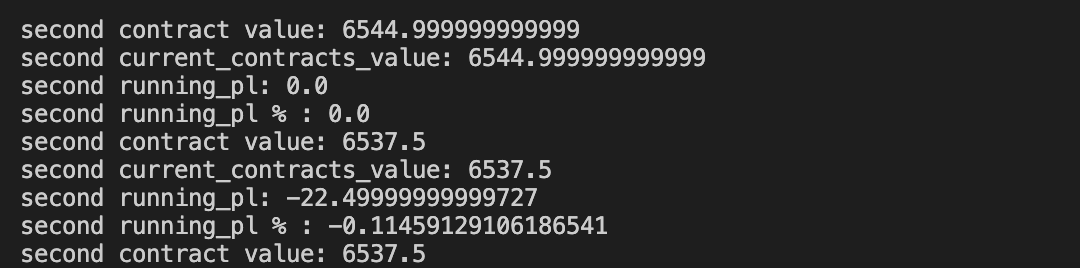 second contract value: 6544.999999999999
second current_contracts_value: 6544.999999999999
second running_pl: 0.0
second running_pl % : 0.0
second contract value: 6537.5
second current_contracts_value: 6537.5
second running_pl: -22.49999999999727
second running_pl % : -0.11459129106186541
second contract value: 6537.5